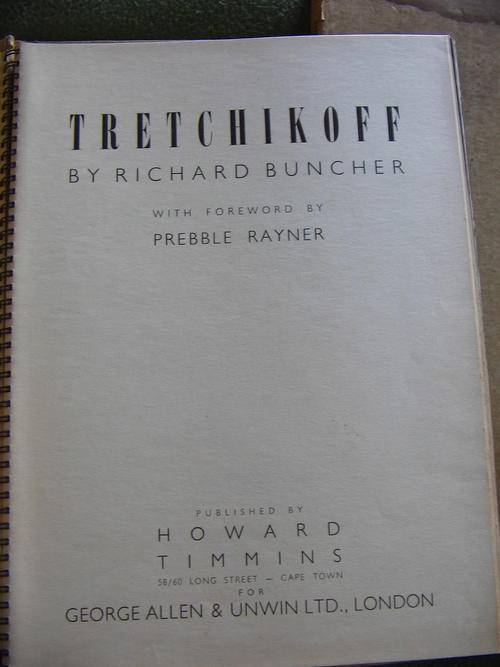 TRETCHIKOFF
BY RICHARD BUNCHER
WITH FOREWORD BY
PREBBLE RAYNER
PUBLISHED BY
HOWARD
TIMMINS
58/60 LONG STREET – CAPE TOWN
FOR
GEORGE ALLEN & UNWIN LTD., LONDON